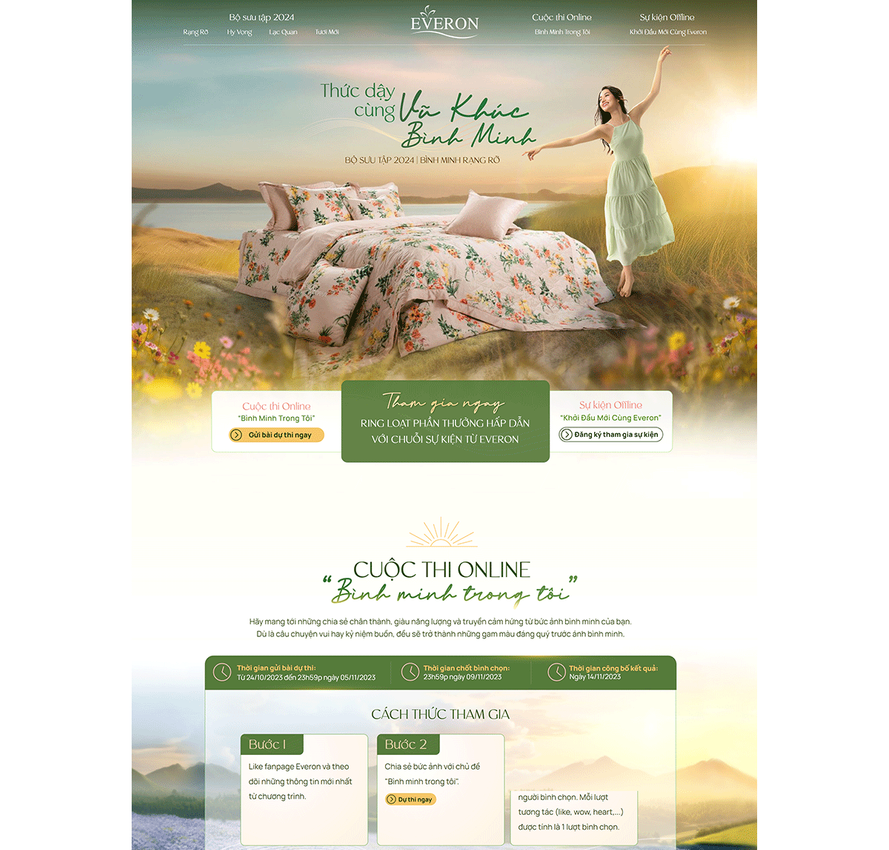 Bộ sưu tập 2024
Rạng Rỡ Hy Vọng Lạc Quan Tươi Mới
EVERON
Cuộc thi Online
Bình Minh Trong Tôi
Sự kiện Offline
Khởi Đầu Mới Cùng Everon
Thức dậy
cùng Vũ Khúc
Bình Minh
BỘ SƯU TẬP 2024 | BÌNH MINH RẠNG RỠ
Cuộc thi Online
"Bình Minh Trong Tôi"
Gửi bài dự thi ngay
Tham gia ngay
RING LOẠT PHẦN THƯỞNG HẤP DẪN
VỚI CHUỖI SỰ KIỆN TỪ EVERON
Sự kiện Offline
"Khởi Đầu Mới Cùng Everon"
Đăng ký tham gia sự kiện
CUỘC THI ONLINE
“Bình minh trong tôi”
Hãy mang tới những chia sẻ chân thành, giàu năng lượng và truyền cảm hứng từ bức ảnh bình minh của bạn.
Dù là câu chuyện vui hay kỷ niệm buồn, đều sẽ trở thành những gam màu đáng quý trước ánh bình minh.
Thời gian gửi bài dự thi:
Từ 24/10/2023 đến 23h59p ngày 05/11/2023
Thời gian chốt bình chọn:
23h59p ngày 09/11/2023
Thời gian công bố kết quả:
Ngày 14/11/2023
CÁCH THỨC THAM GIA
Bước 1
Like fanpage Everon và theo
dõi những thông tin mới nhất
từ chương trình.
Bước 2
Chia sẻ bức ảnh với chủ đề
"Bình minh trong tôi".
Dự thi ngay
người bình chọn. Mỗi lượt
tương tác (like, wow, heart,...)
được tính là 1 lượt bình chọn.